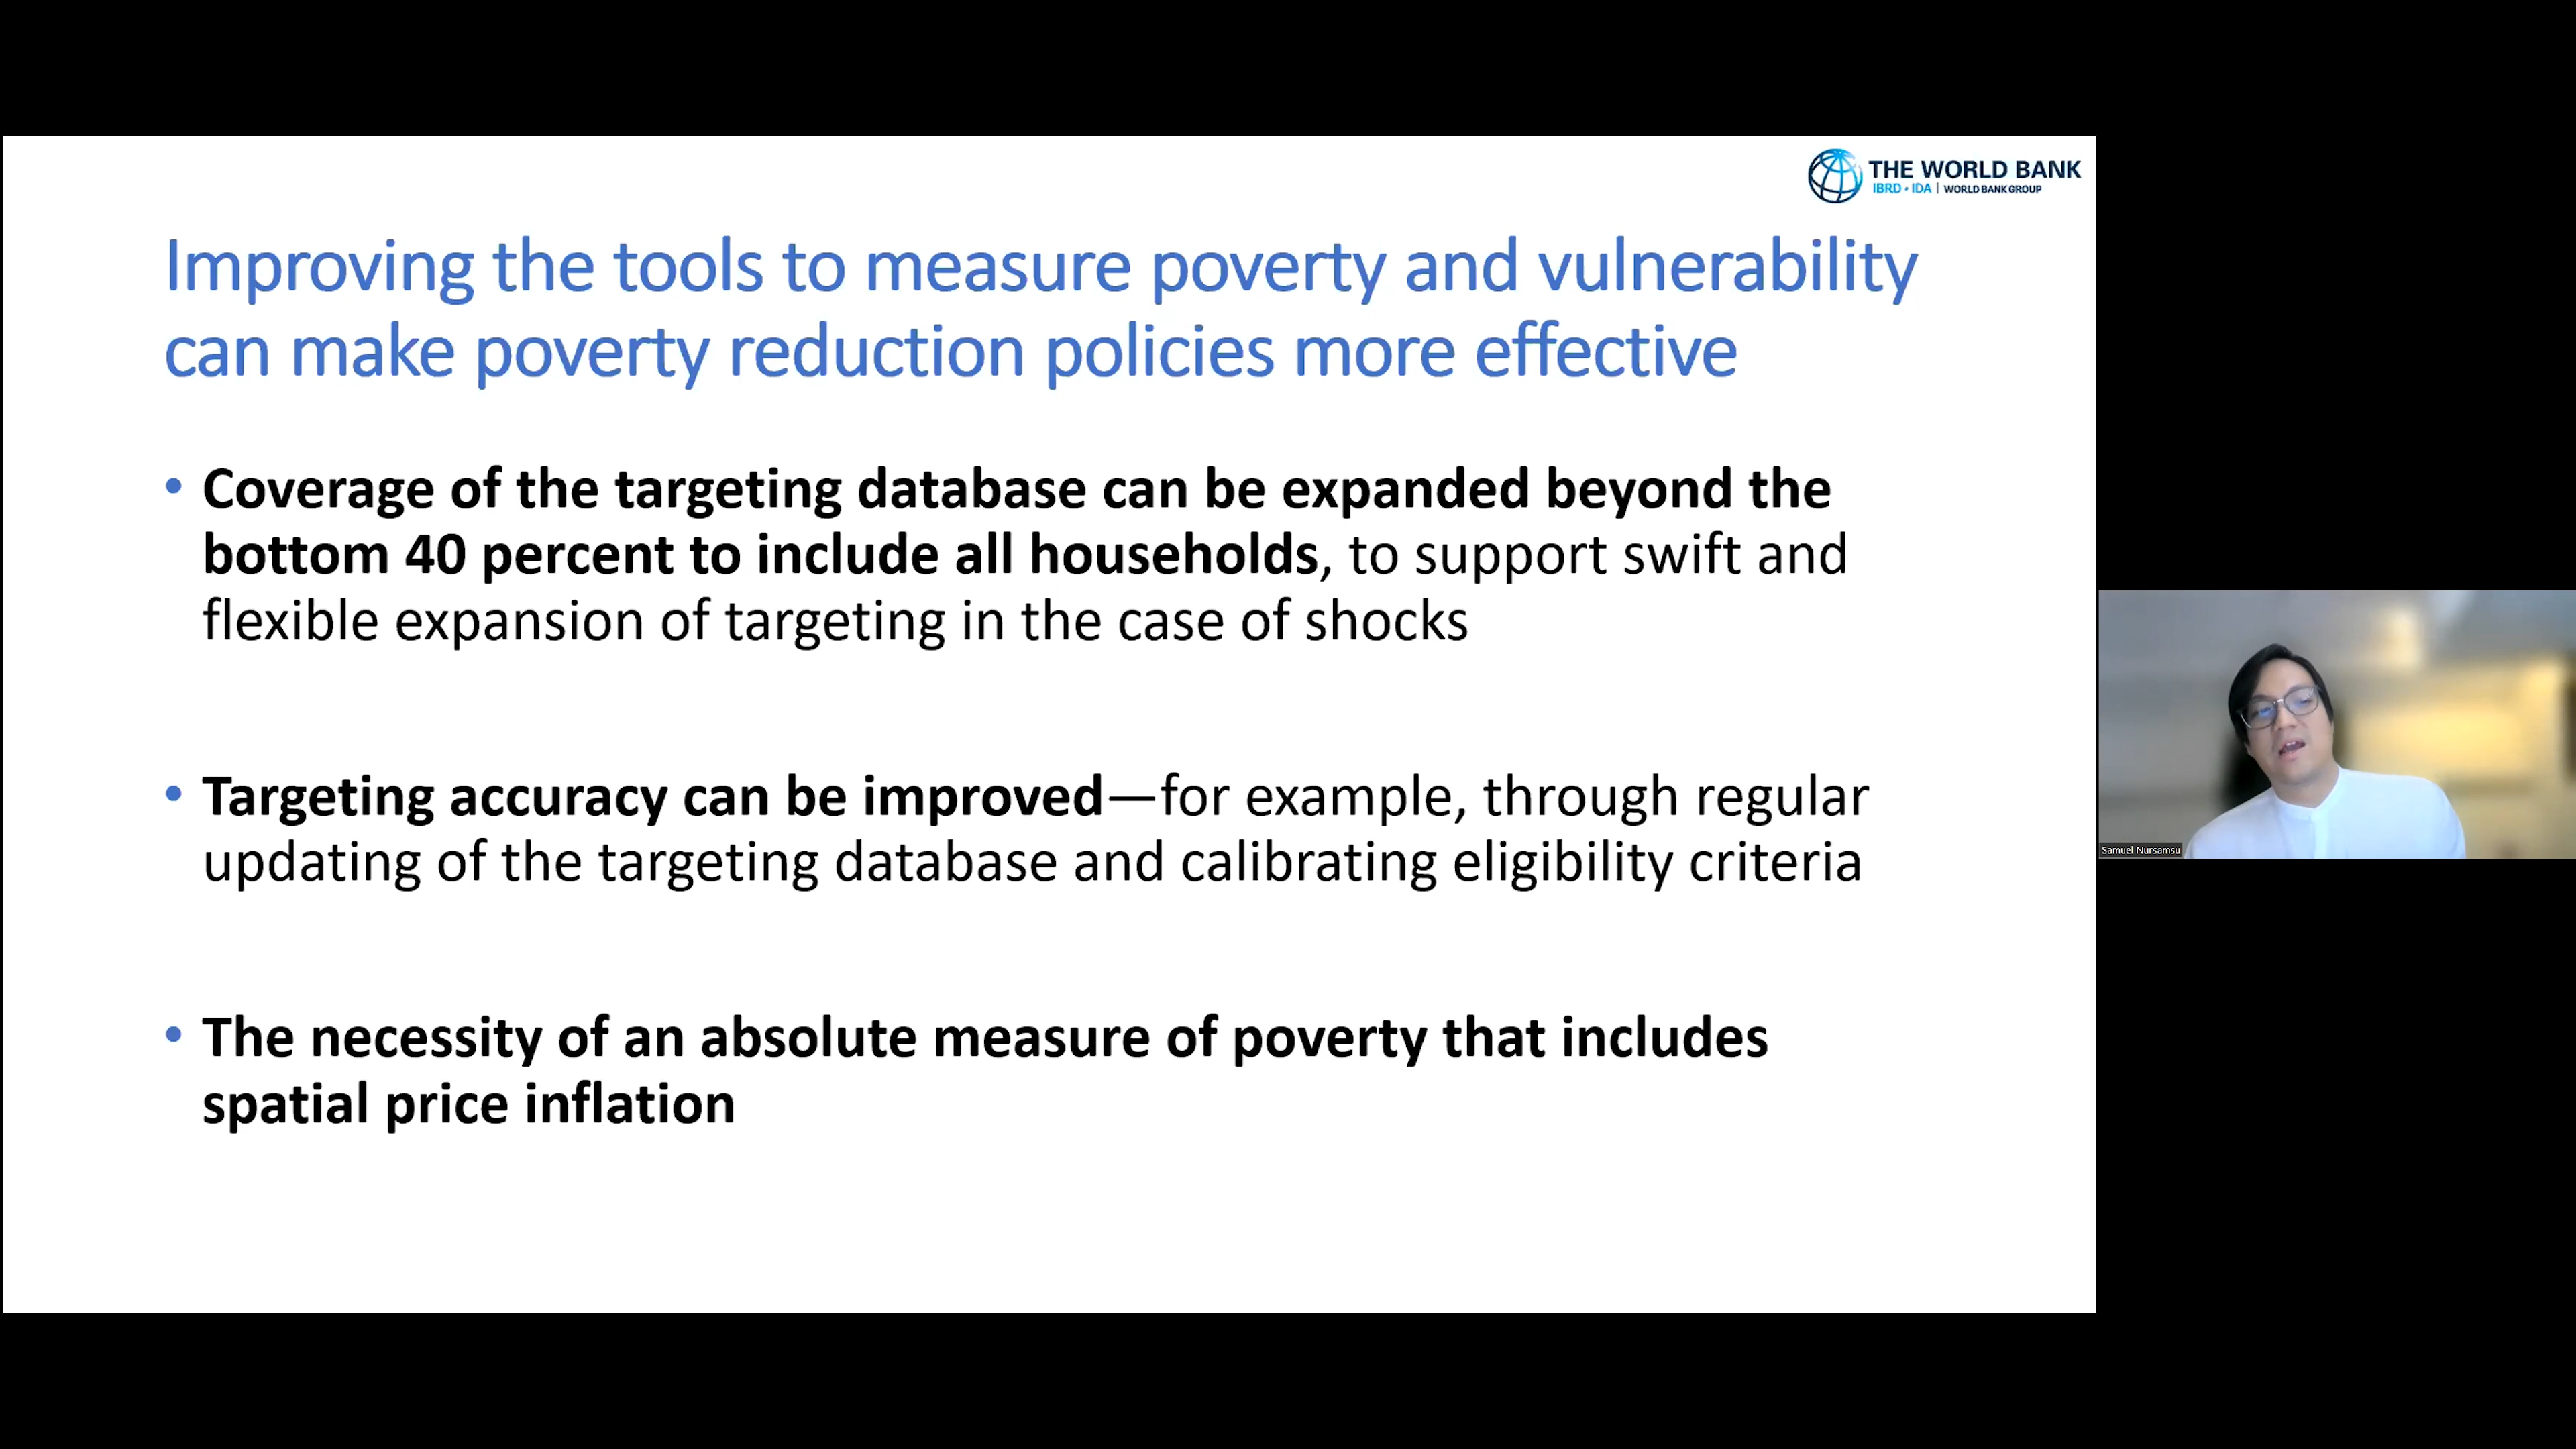 THE WORLD BANK
IBRD • IDA | WORLD BANK GROUP
Improving the tools to measure poverty and vulnerability
can make poverty reduction policies more effective
• Coverage of the targeting database can be expanded beyond the
bottom 40 percent to include all households, to support swift and
flexible expansion of targeting in the case of shocks
• Targeting accuracy can be improved—for example, through regular
updating of the targeting database and calibrating eligibility criteria
• The necessity of an absolute measure of poverty that includes
spatial price inflation
Samuel Nursamsu